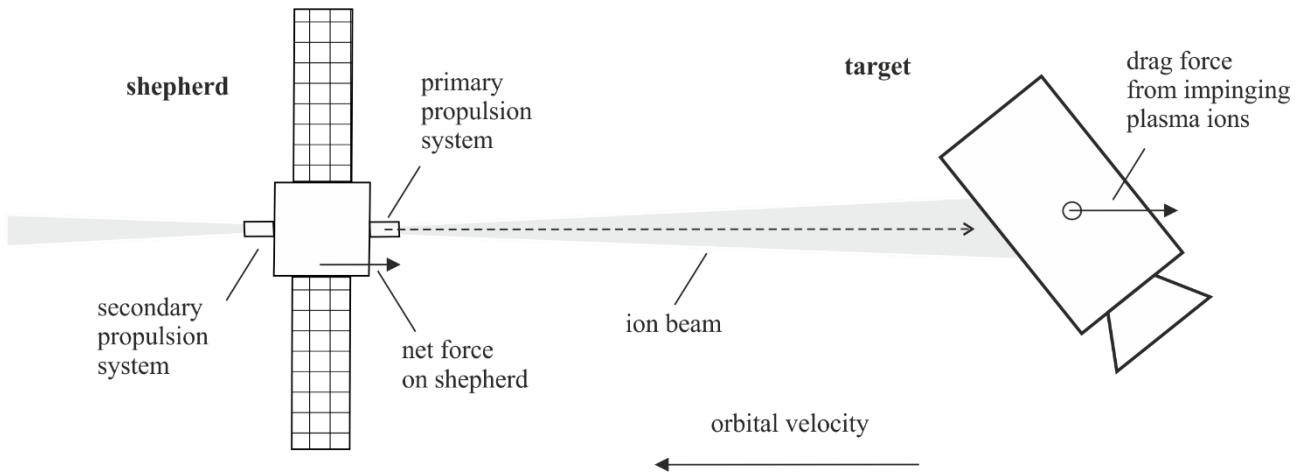 shepherd
primary
propulsion
system
target
drag force
from impinging
plasma ions
secondary
propulsion
system
net force
on shepherd
ion beam
orbital velocity